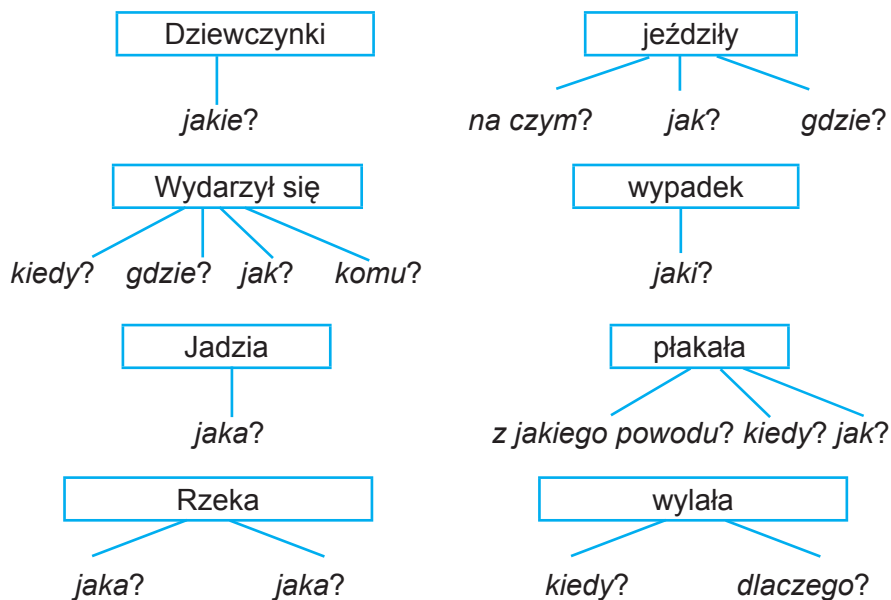 Dziewczynki jeździły
jakie? na czym? jak? gdzie?
Wydarzył się wypadek
kiedy? gdzie? jak? komu? jaki?
Jadzia płakała
jaka? z jakiego powodu? kiedy? jak?
Rzeka wylała
jaka? jaka? kiedy? dlaczego?